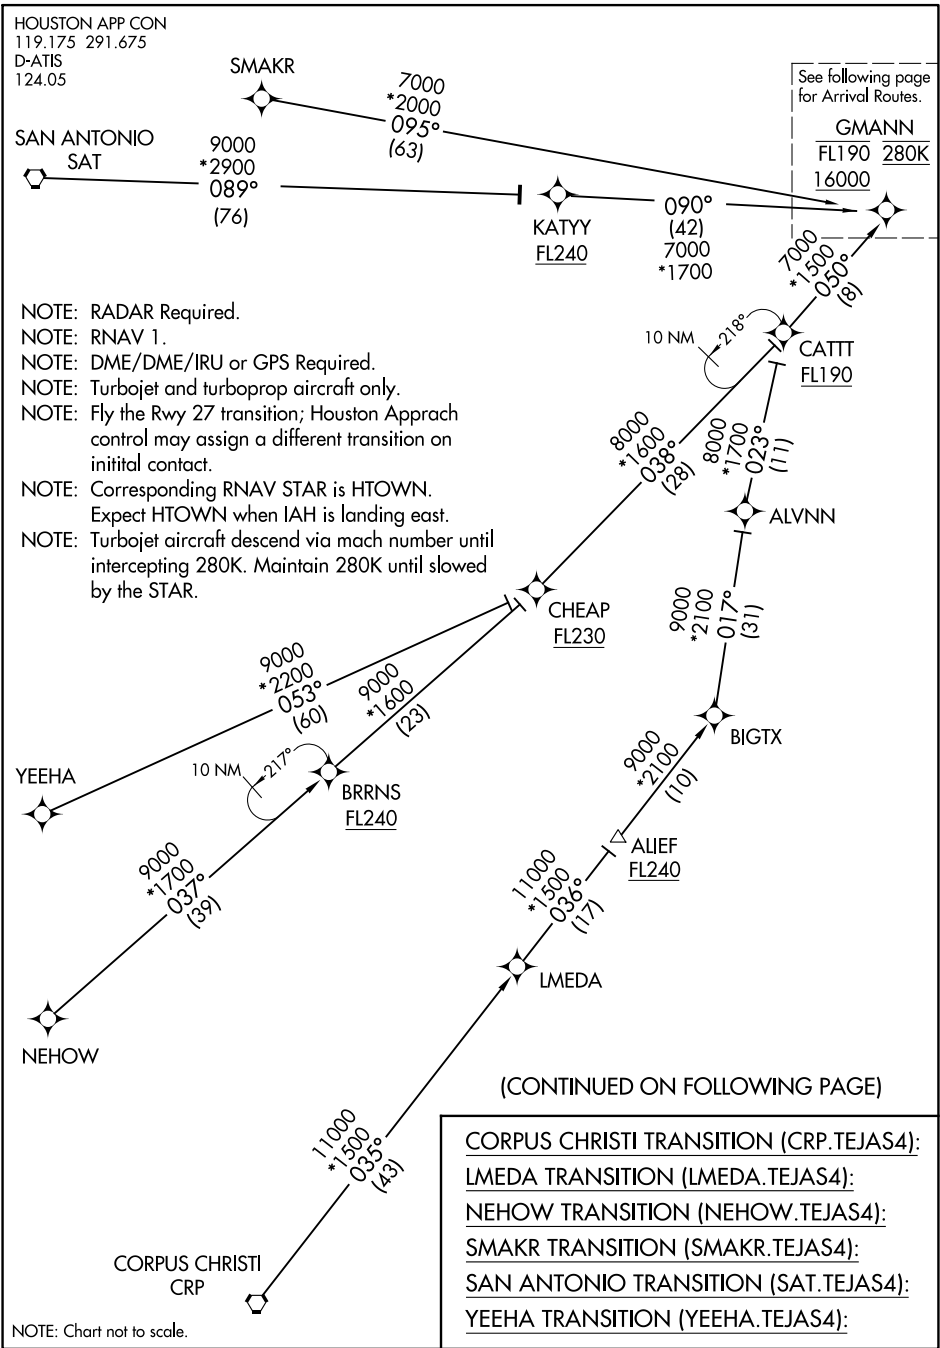 HOUSTON APP CON
119.175 291.675
D-ATIS
124.05
SMAKR
7000
*2000
095°
(63)
See following page
for Arrival Routes.
GMANN
FL190 280K
16000
SAN ANTONIO
SAT
9000
*2900
089°
(76)
KATYY
FL240
090°
(42)
7000
*1700
7000
*1500
050°
(8)
NOTE: RADAR Required.
NOTE: RNAV 1.
NOTE: DME/DME/IRU or GPS Required.
NOTE: Turbojet and turboprop aircraft only.
NOTE: Fly the Rwy 27 transition; Houston Apprach
control may assign a different transition on
initital contact.
NOTE: Corresponding RNAV STAR is HTOWN.
Expect HTOWN when IAH is landing east.
NOTE: Turbojet aircraft descend via mach number until
intercepting 280K. Maintain 280K until slowed
by the STAR.
10 NM
218°
CATTT
FL190
8000
*1600
038°
(28)
8000
*1700
023°
(11)
ALVNN
CHEAP
FL230
9000
*2100
017°
(31)
9000
*2200
053°
(60)
9000
*1600
(23)
BIGTX
YEEHA
10 NM
217°
BRRNS
FL240
9000
*2100
(10)
ALIEF
FL240
9000
*1700
037°
(39)
11000
*1500
036°
(17)
LMEDA
NEHOW
11000
*1500
035°
(43)
CORPUS CHRISTI
CRP
(CONTINUED ON FOLLOWING PAGE)
CORPUS CHRISTI TRANSITION (CRP.TEJAS4):
LMEDA TRANSITION (LMEDA.TEJAS4):
NEHOW TRANSITION (NEHOW.TEJAS4):
SMAKR TRANSITION (SMAKR.TEJAS4):
SAN ANTONIO TRANSITION (SAT.TEJAS4):
YEEHA TRANSITION (YEEHA.TEJAS4):
NOTE: Chart not to scale.